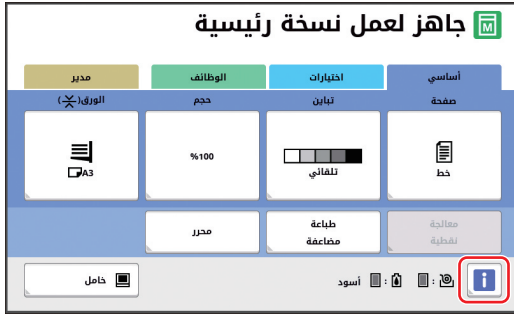 جاهز لعمل نسخة رئيسية
أساسي
اختيارات
الوظائف
مدير
صفحة
تباين
حجم
الورق(⁠)
خط
تلقائي
%100
A3
معالجة
نقطية
طباعة
مضاعفة
محرر
i
: : أسود
خامل